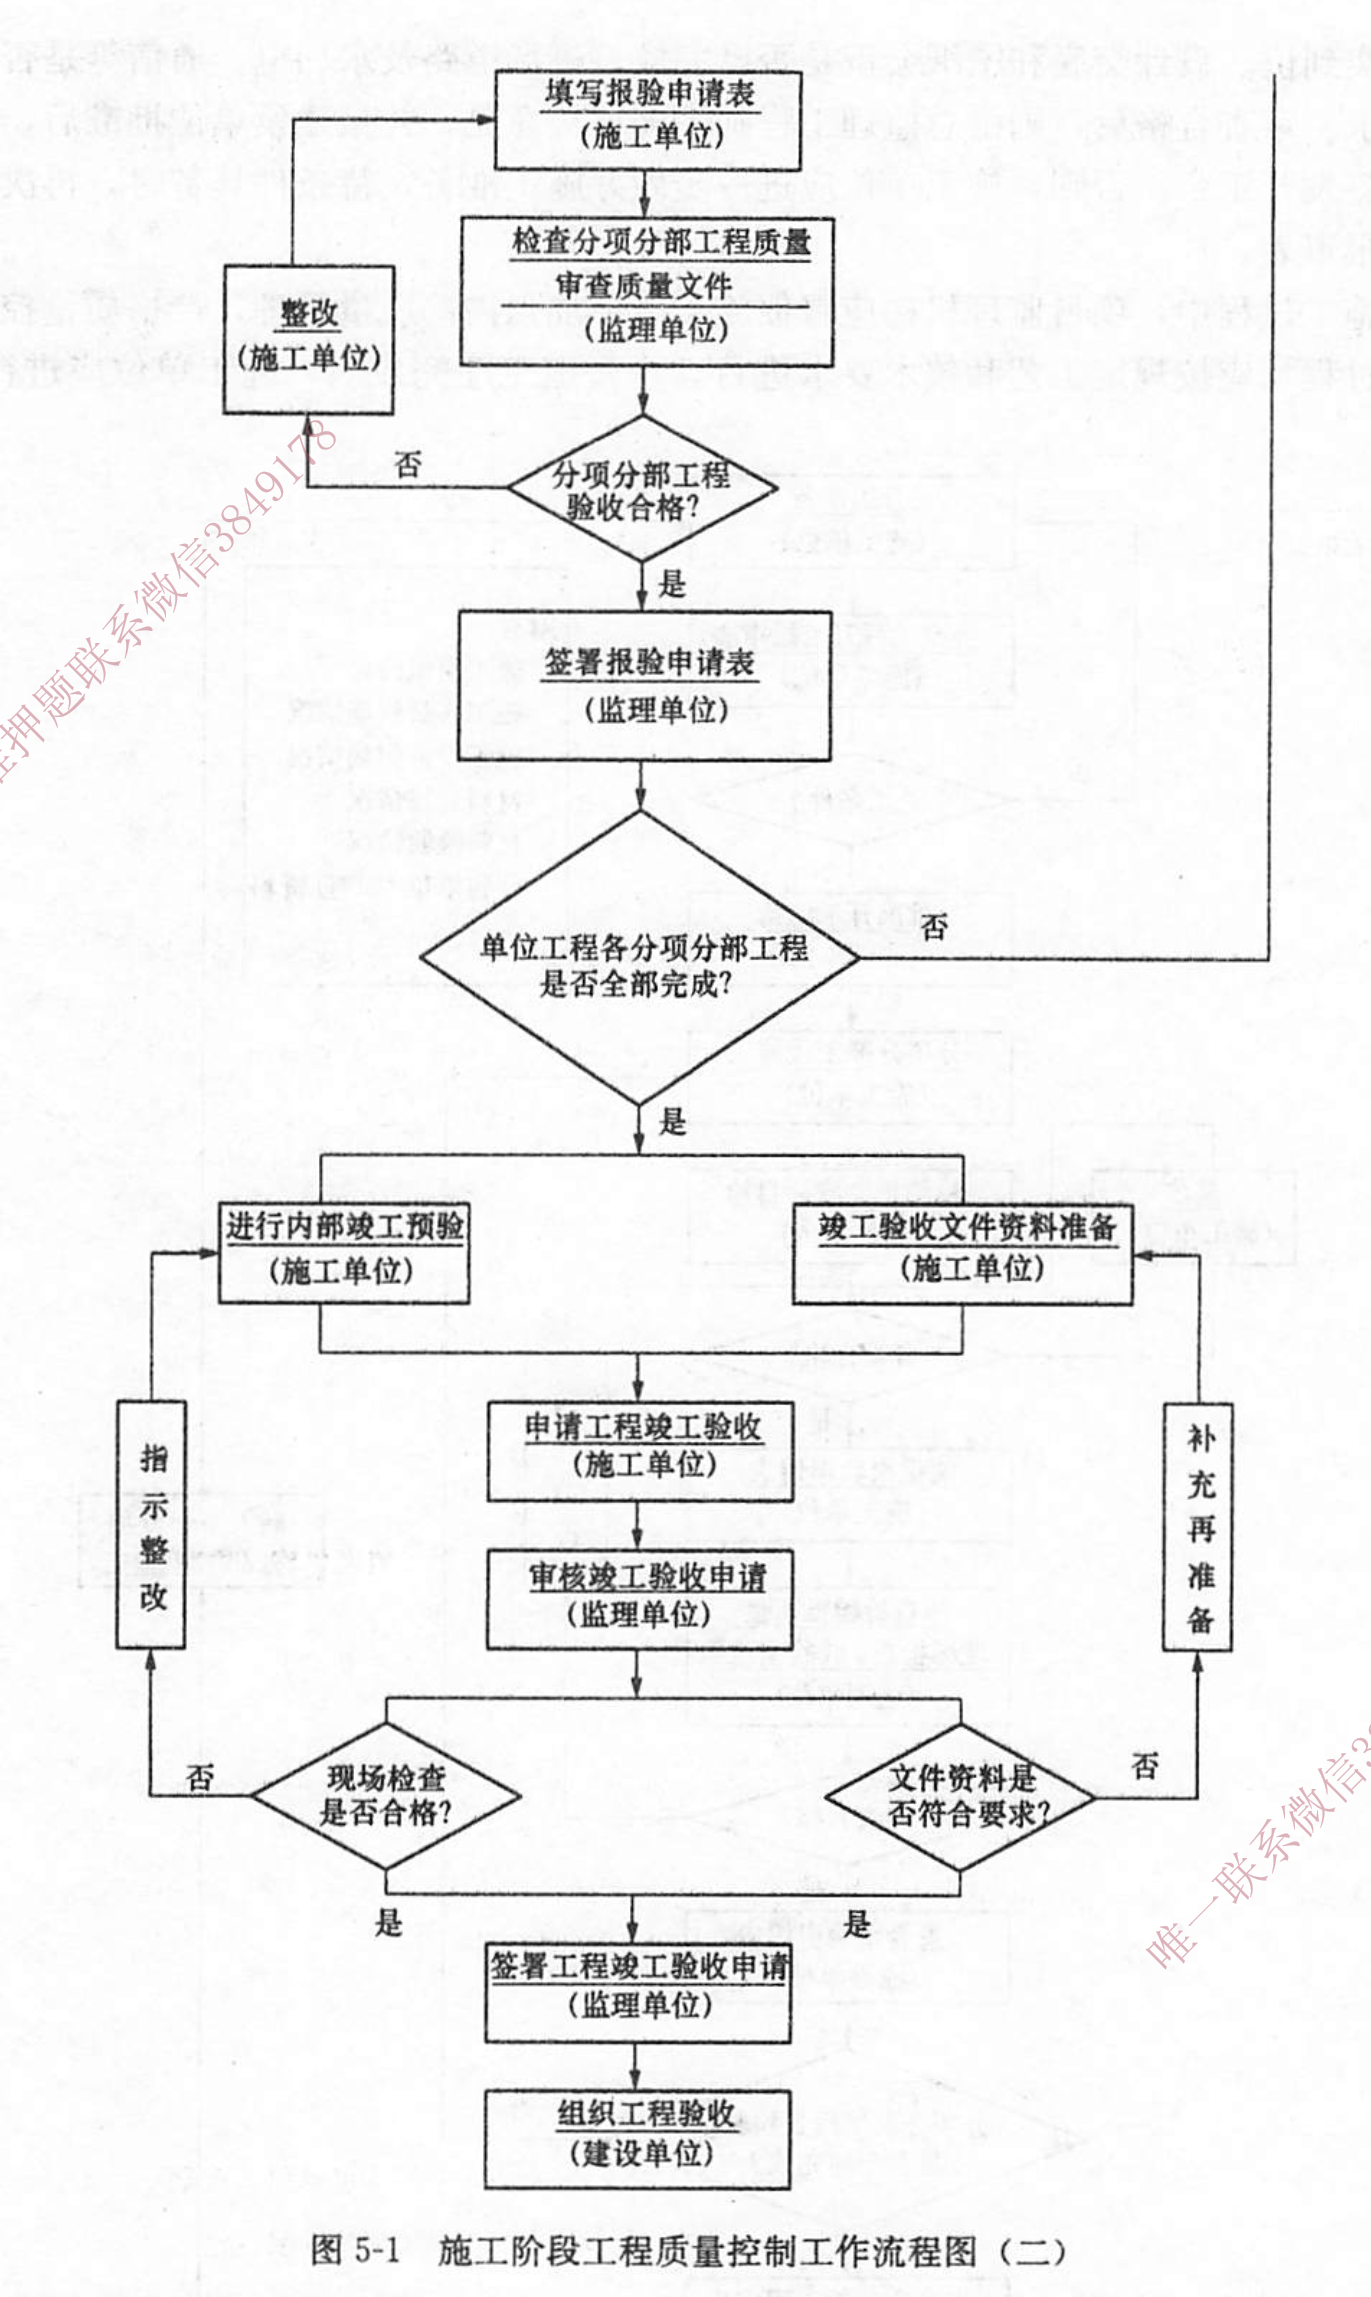 填写报验申请表
(施工单位)
检查分项分部工程质量
审查质量文件
(监理单位)
整改
(施工单位)
否
分项分部工程
验收合格?
是
签署报验申请表
(监理单位)
单位工程各分项分部工程
是否全部完成?
否
是
进行内部竣工预验
(施工单位)
竣工验收文件资料准备
(施工单位)
申请工程竣工验收
(施工单位)
指示整改
补充再准备
审核竣工验收申请
(监理单位)
否
现场检查
是否合格?
文件资料是
否符合要求?
否
是
是
签署工程竣工验收申请
(监理单位)
组织工程验收
(建设单位)
图 5-1 施工阶段工程质量控制工作流程图（二）
押题联系微信3849178
唯一联系微信38